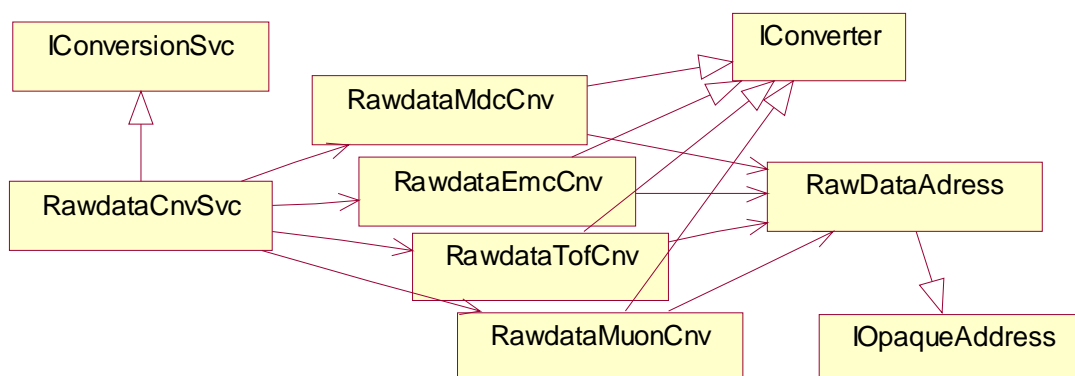 IConversionSvc
IConverter
RawdataMdcCnv
RawdataEmcCnv
RawDataAdress
RawdataCnvSvc
RawdataTofCnv
RawdataMuonCnv
IOpaqueAddress